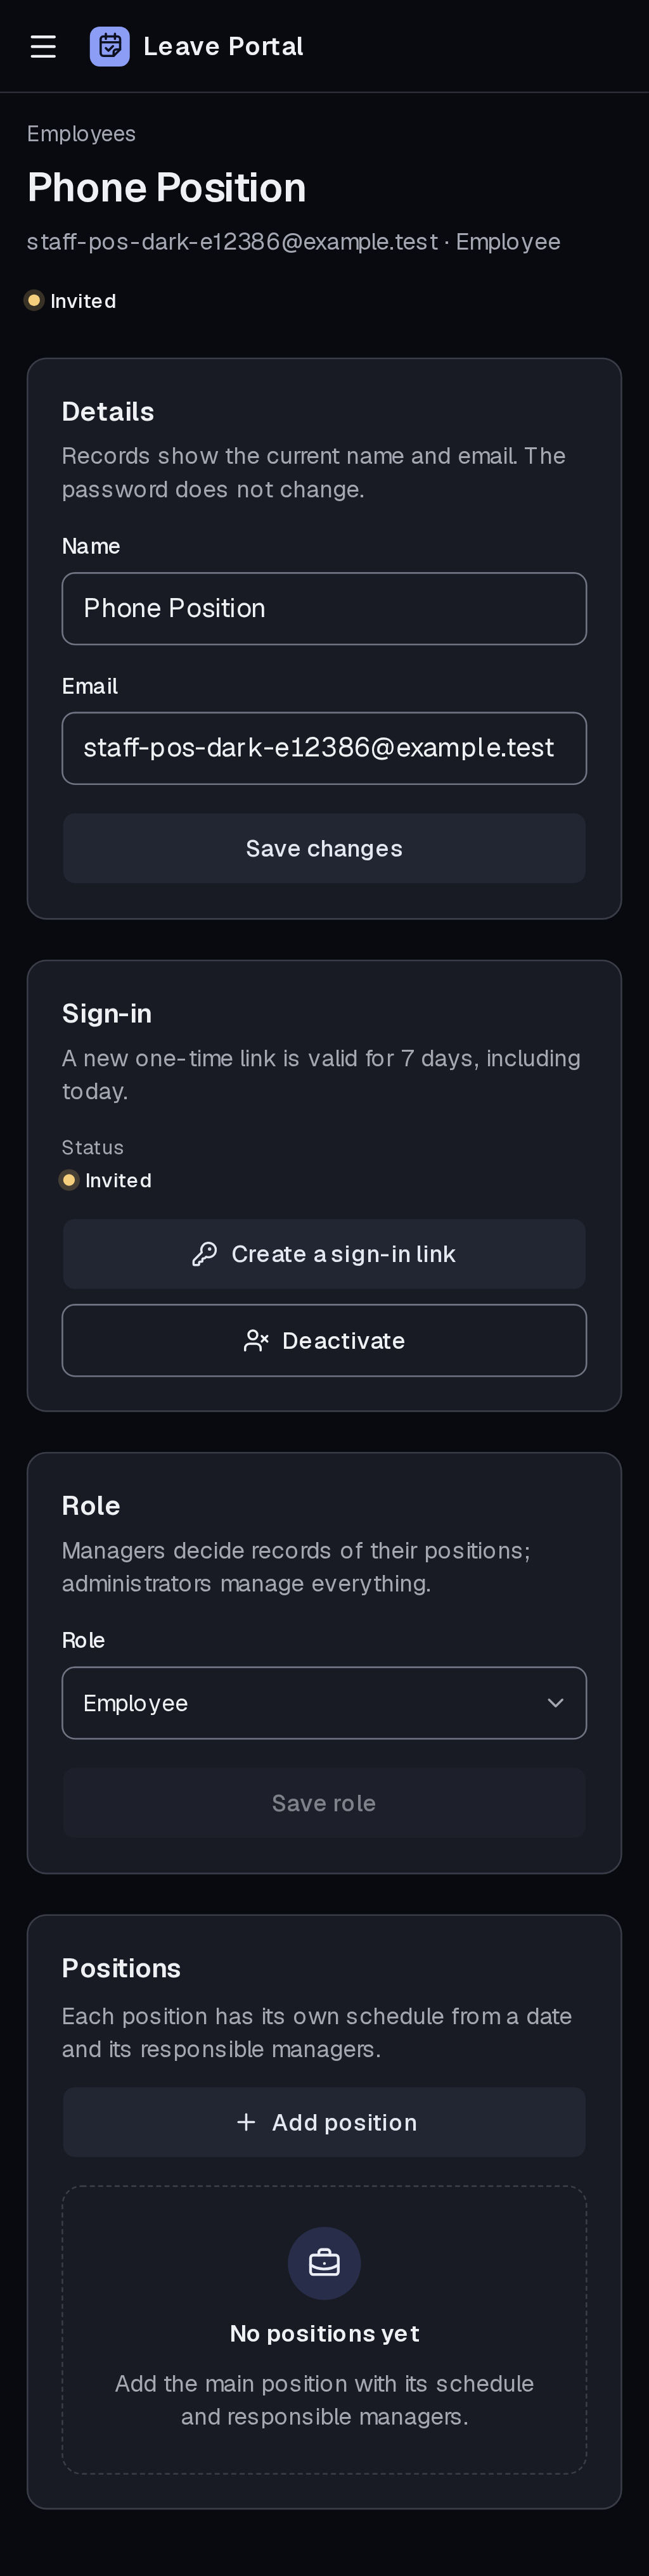 Leave Portal
Employees
Phone Position
staff-pos-dark-e12386@example.test · Employee
Invited
Details
Records show the current name and email. The
password does not change.
Name
Phone Position
Email
staff-pos-dark-e12386@example.test
Save changes
Sign-in
A new one-time link is valid for 7 days, including
today.
Status
Invited
Create a sign-in link
Deactivate
Role
Managers decide records of their positions;
administrators manage everything.
Role
Employee
Save role
Positions
Each position has its own schedule from a date
and its responsible managers.
Add position
No positions yet
Add the main position with its schedule
and responsible managers.